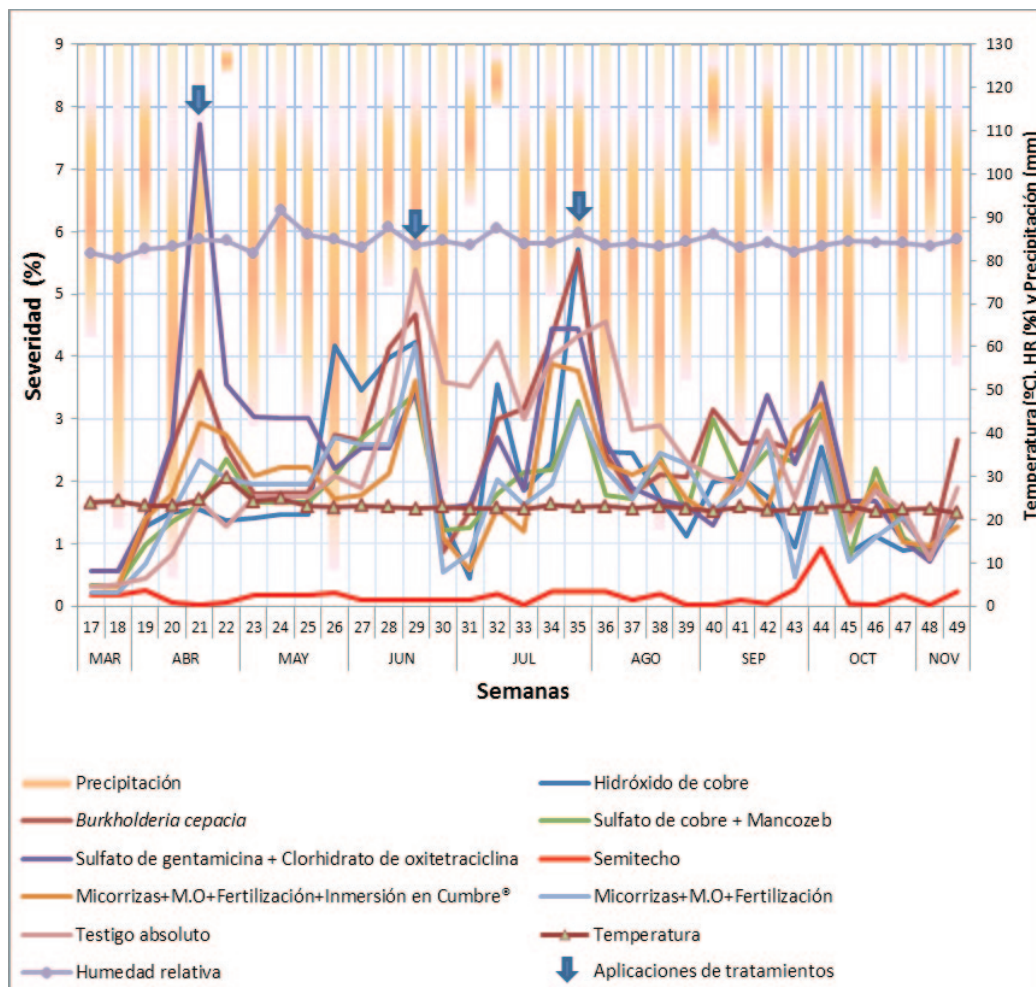 9 8 7 6 5 4 3 2 1 0
Severidad (%)
130 120 110 100 90 80 70 60 50 40 30 20 10 0
Temperatura (ºC), HR (%) y Precipitación (mm)
17 18 19 20 21 22 23 24 25 26 27 28 29 30 31 32 33 34 35 36 37 38 39 40 41 42 43 44 45 46 47 48 49
MAR ABR MAY JUN JUL AGO SEP OCT NOV
Semanas
Precipitación
Hidróxido de cobre
Burkholderia cepacia
Sulfato de cobre + Mancozeb
Sulfato de gentamicina + Clorhidrato de oxitetraciclina
Semitecho
Micorrizas+M.O+Fertilización+Inmersión en Cumbre®
Micorrizas+M.O+Fertilización
Testigo absoluto
Temperatura
Humedad relativa
Aplicaciones de tratamientos